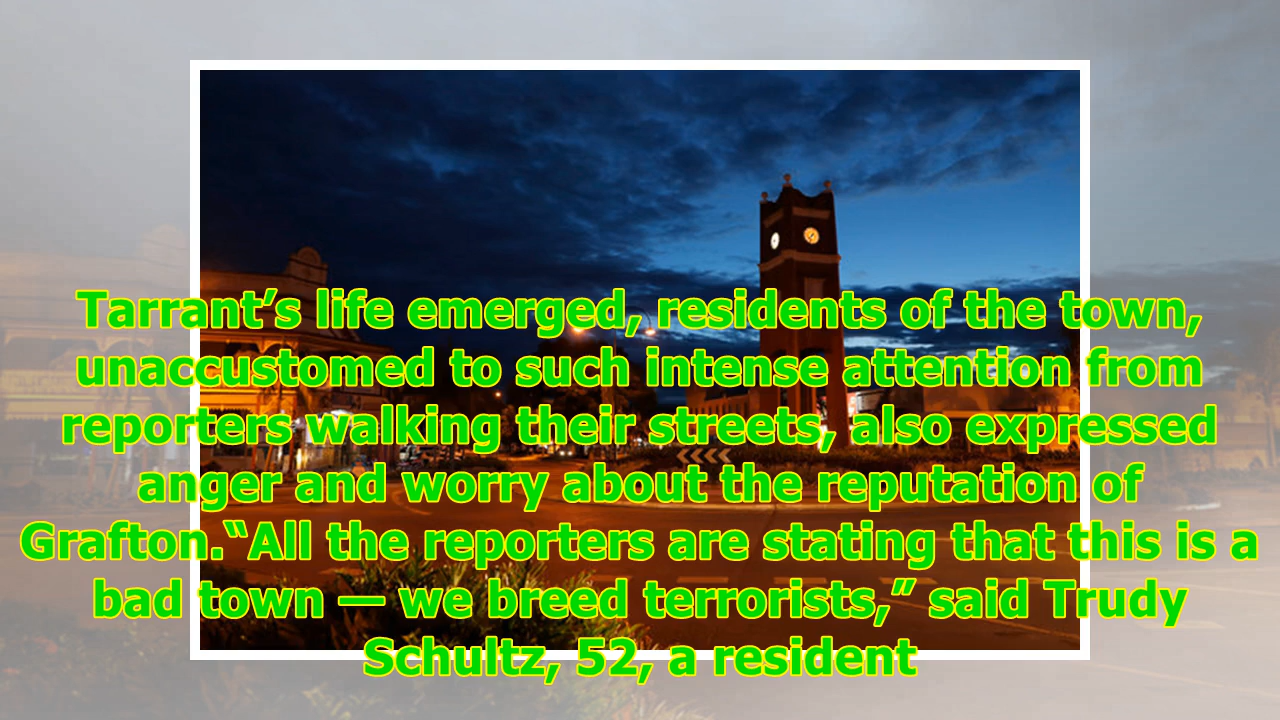 Tarrant’s life emerged, residents of the town,
unaccustomed to such intense attention from
reporters walking their streets, also expressed
anger and worry about the reputation of
Grafton.“All the reporters are stating that this is a
bad town — we breed terrorists,” said Trudy
Schultz, 52, a resident